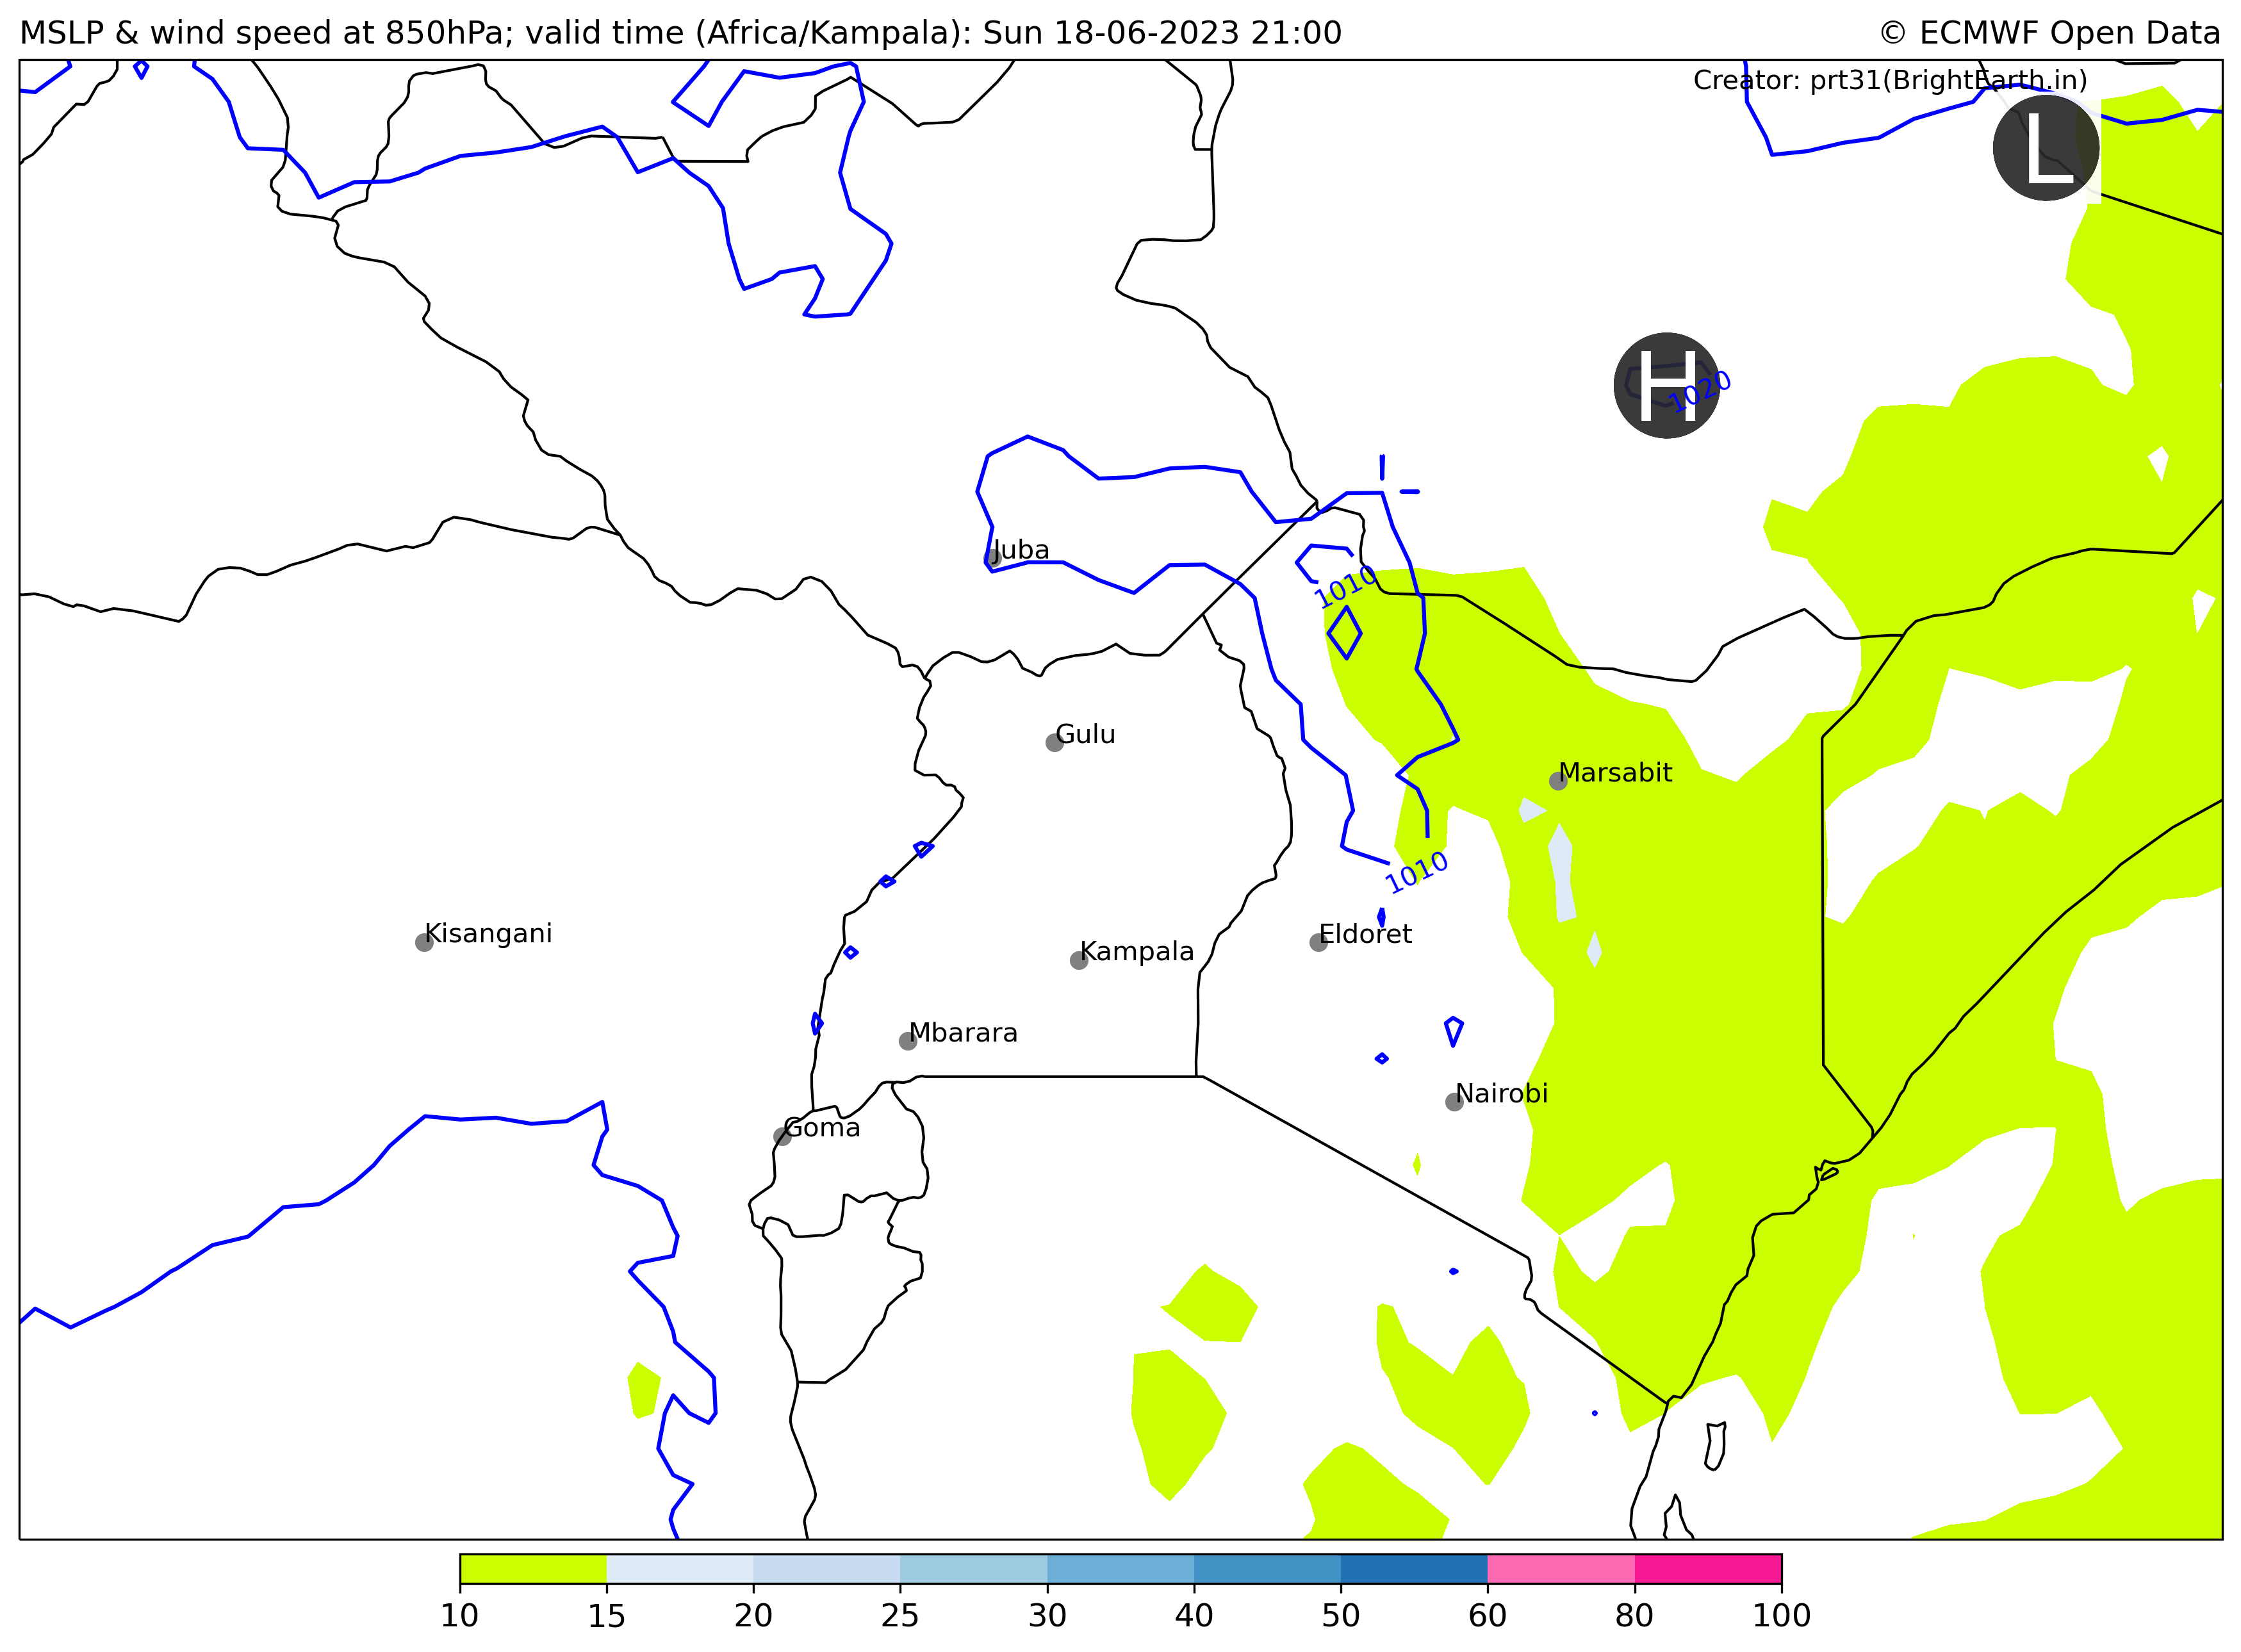 MSLP & wind speed at 850hPa; valid time (Africa/Kampala): Sun 18-06-2023 21:00
© ECMWF Open Data
Creator: prt31(BrightEarth.in)
L
H
1020
Juba
1010
Gulu
Marsabit
1010
Kisangani
Eldoret
Kampala
Mbarara
Nairobi
Goma
10 15 20 25 30 40 50 60 80 100